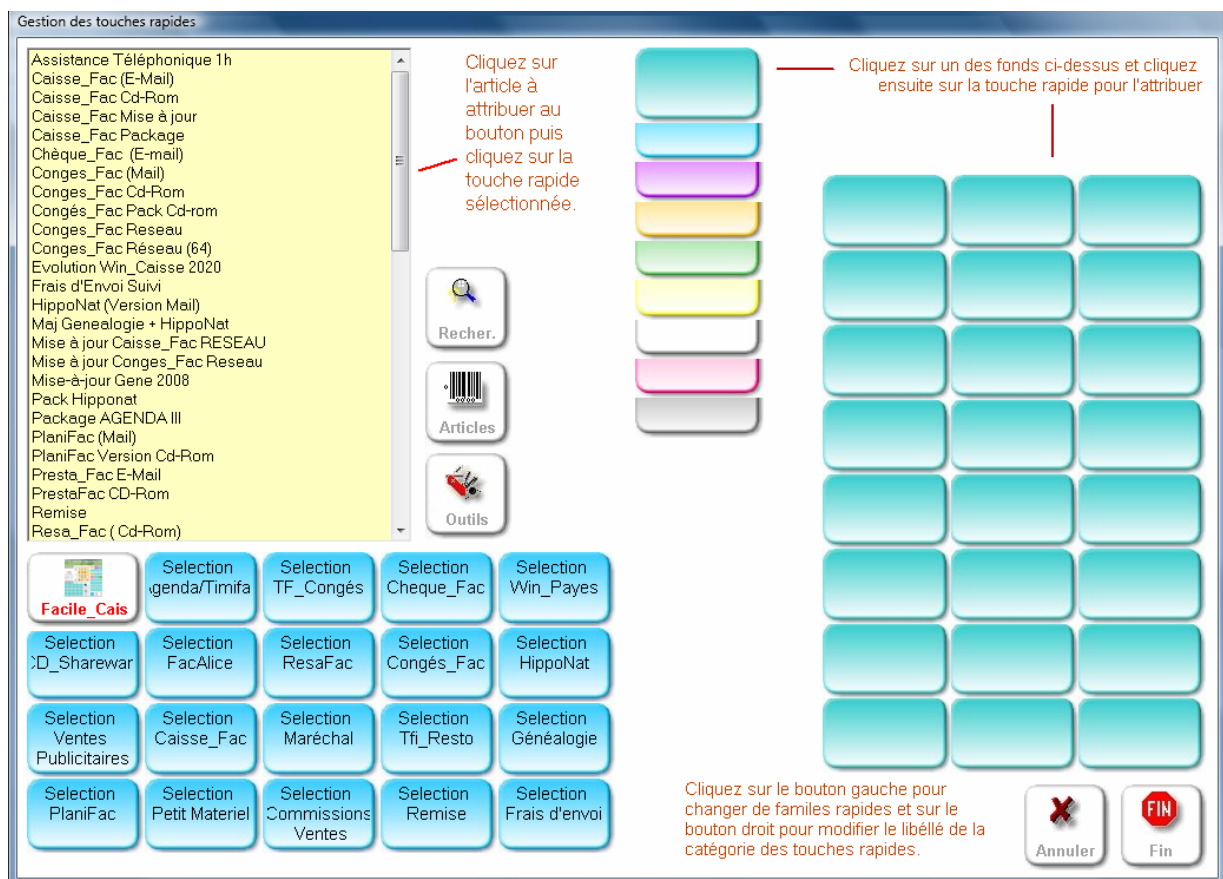 Gestion des touches rapides
Assistance Téléphonique 1h
Caisse_Fac (E-Mail)
Caisse_Fac Cd-Rom
Caisse_Fac Mise à jour
Caisse_Fac Package
Chèque_Fac (E-mail)
Conges_Fac (Mail)
Conges_Fac Cd-Rom
Congés_Fac Pack Cd-rom
Conges_Fac Reseau
Conges_Fac Réseau (64)
Evolution Win_Caisse 2020
Frais d'Envoi Suivi
HippoNat (Version Mail)
Maj Genealogie + HippoNat
Mise à jour Caisse_Fac RESEAU
Mise à jour Conges_Fac Reseau
Mise-à-jour Gene 2008
Pack Hipponat
Package AGENDA III
PlaniFac (Mail)
PlaniFac Version Cd-Rom
Presta_Fac E-Mail
PrestaFac CD-Rom
Remise
Resa_Fac ( Cd-Rom)
Cliquez sur
l'article à
attribuer au
bouton puis
cliquez sur la
touche rapide
sélectionnée.
Recher.
Articles
Outils
Cliquez sur un des fonds ci-dessus et cliquez
ensuite sur la touche rapide pour l'attribuer
Facile_Cais
Selection
\genda/Timifa
Selection
TF_Congés
Selection
Cheque_Fac
Selection
Win_Payes
Selection
:D_Sharewar
Selection
FacAlice
Selection
ResaFac
Selection
Congés_Fac
Selection
HippoNat
Selection
Ventes
Publicitaires
Selection
Caisse_Fac
Selection
Maréchal
Selection
Tfi_Resto
Selection
Généalogie
Selection
PlaniFac
Selection
Petit Materiel
Selection
Commissions
Ventes
Selection
Remise
Selection
Frais d'envoi
Cliquez sur le bouton gauche pour
changer de familes rapides et sur le
bouton droit pour modifier le libéllé de la
catégorie des touches rapides.
Annuler
FIN
Fin